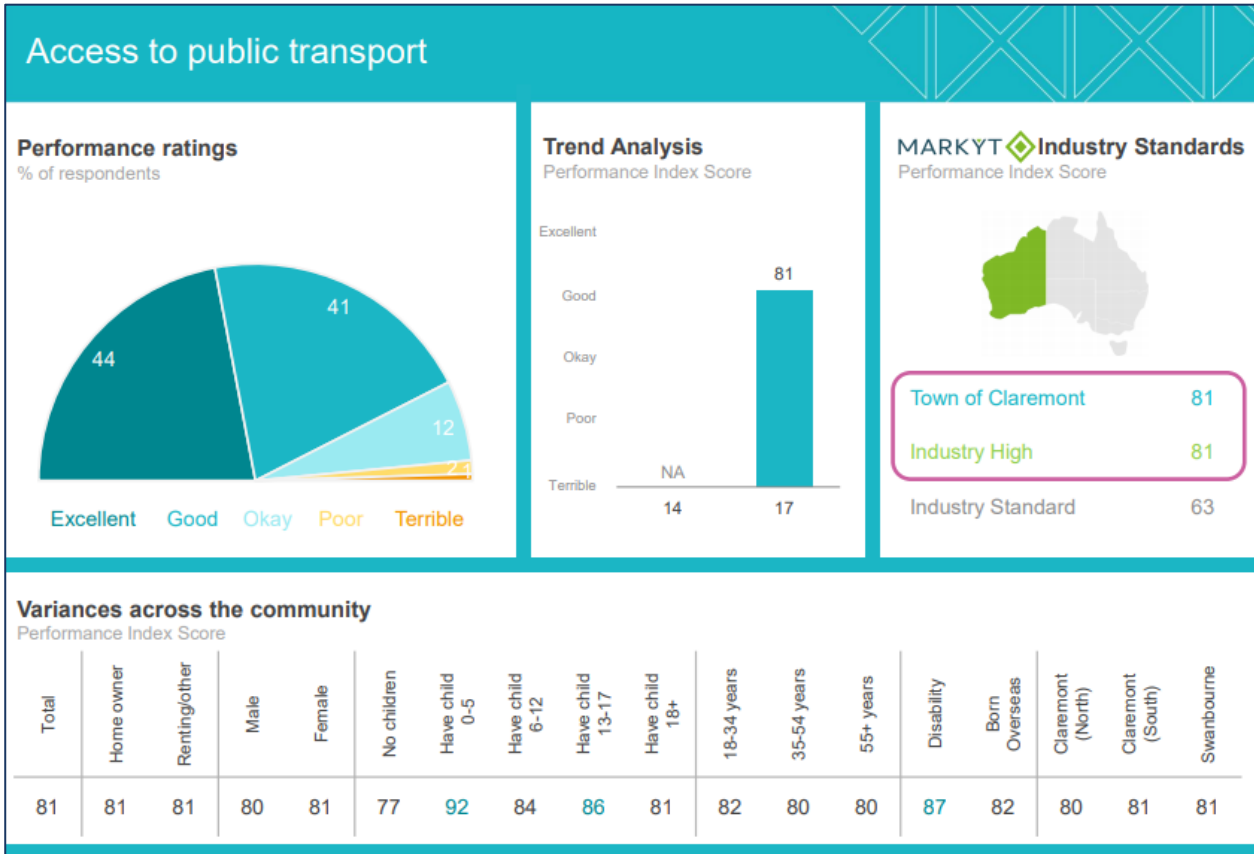 Access to public transport
Performance ratings
% of respondents
44
41
12
2
1
Excellent Good Okay Poor Terrible
Trend Analysis
Performance Index Score
Excellent
Good
Okay
Poor
Terrible
NA
81
14 17
MARKYT Industry Standards
Performance Index Score
Town of Claremont 81
Industry High 81
Industry Standard 63
Variances across the community
Performance Index Score
Total
Home owner
Renting/other
Male
Female
No children
Have child
0-5
Have child
6-12
Have child
13-17
Have child
18+
18-34 years
35-54 years
55+ years
Disability
Born
Overseas
Claremont
(North)
Claremont
(South)
Swanbourne
81 81 81 80 81 77 92 84 86 81 82 80 80 87 82 80 81 81